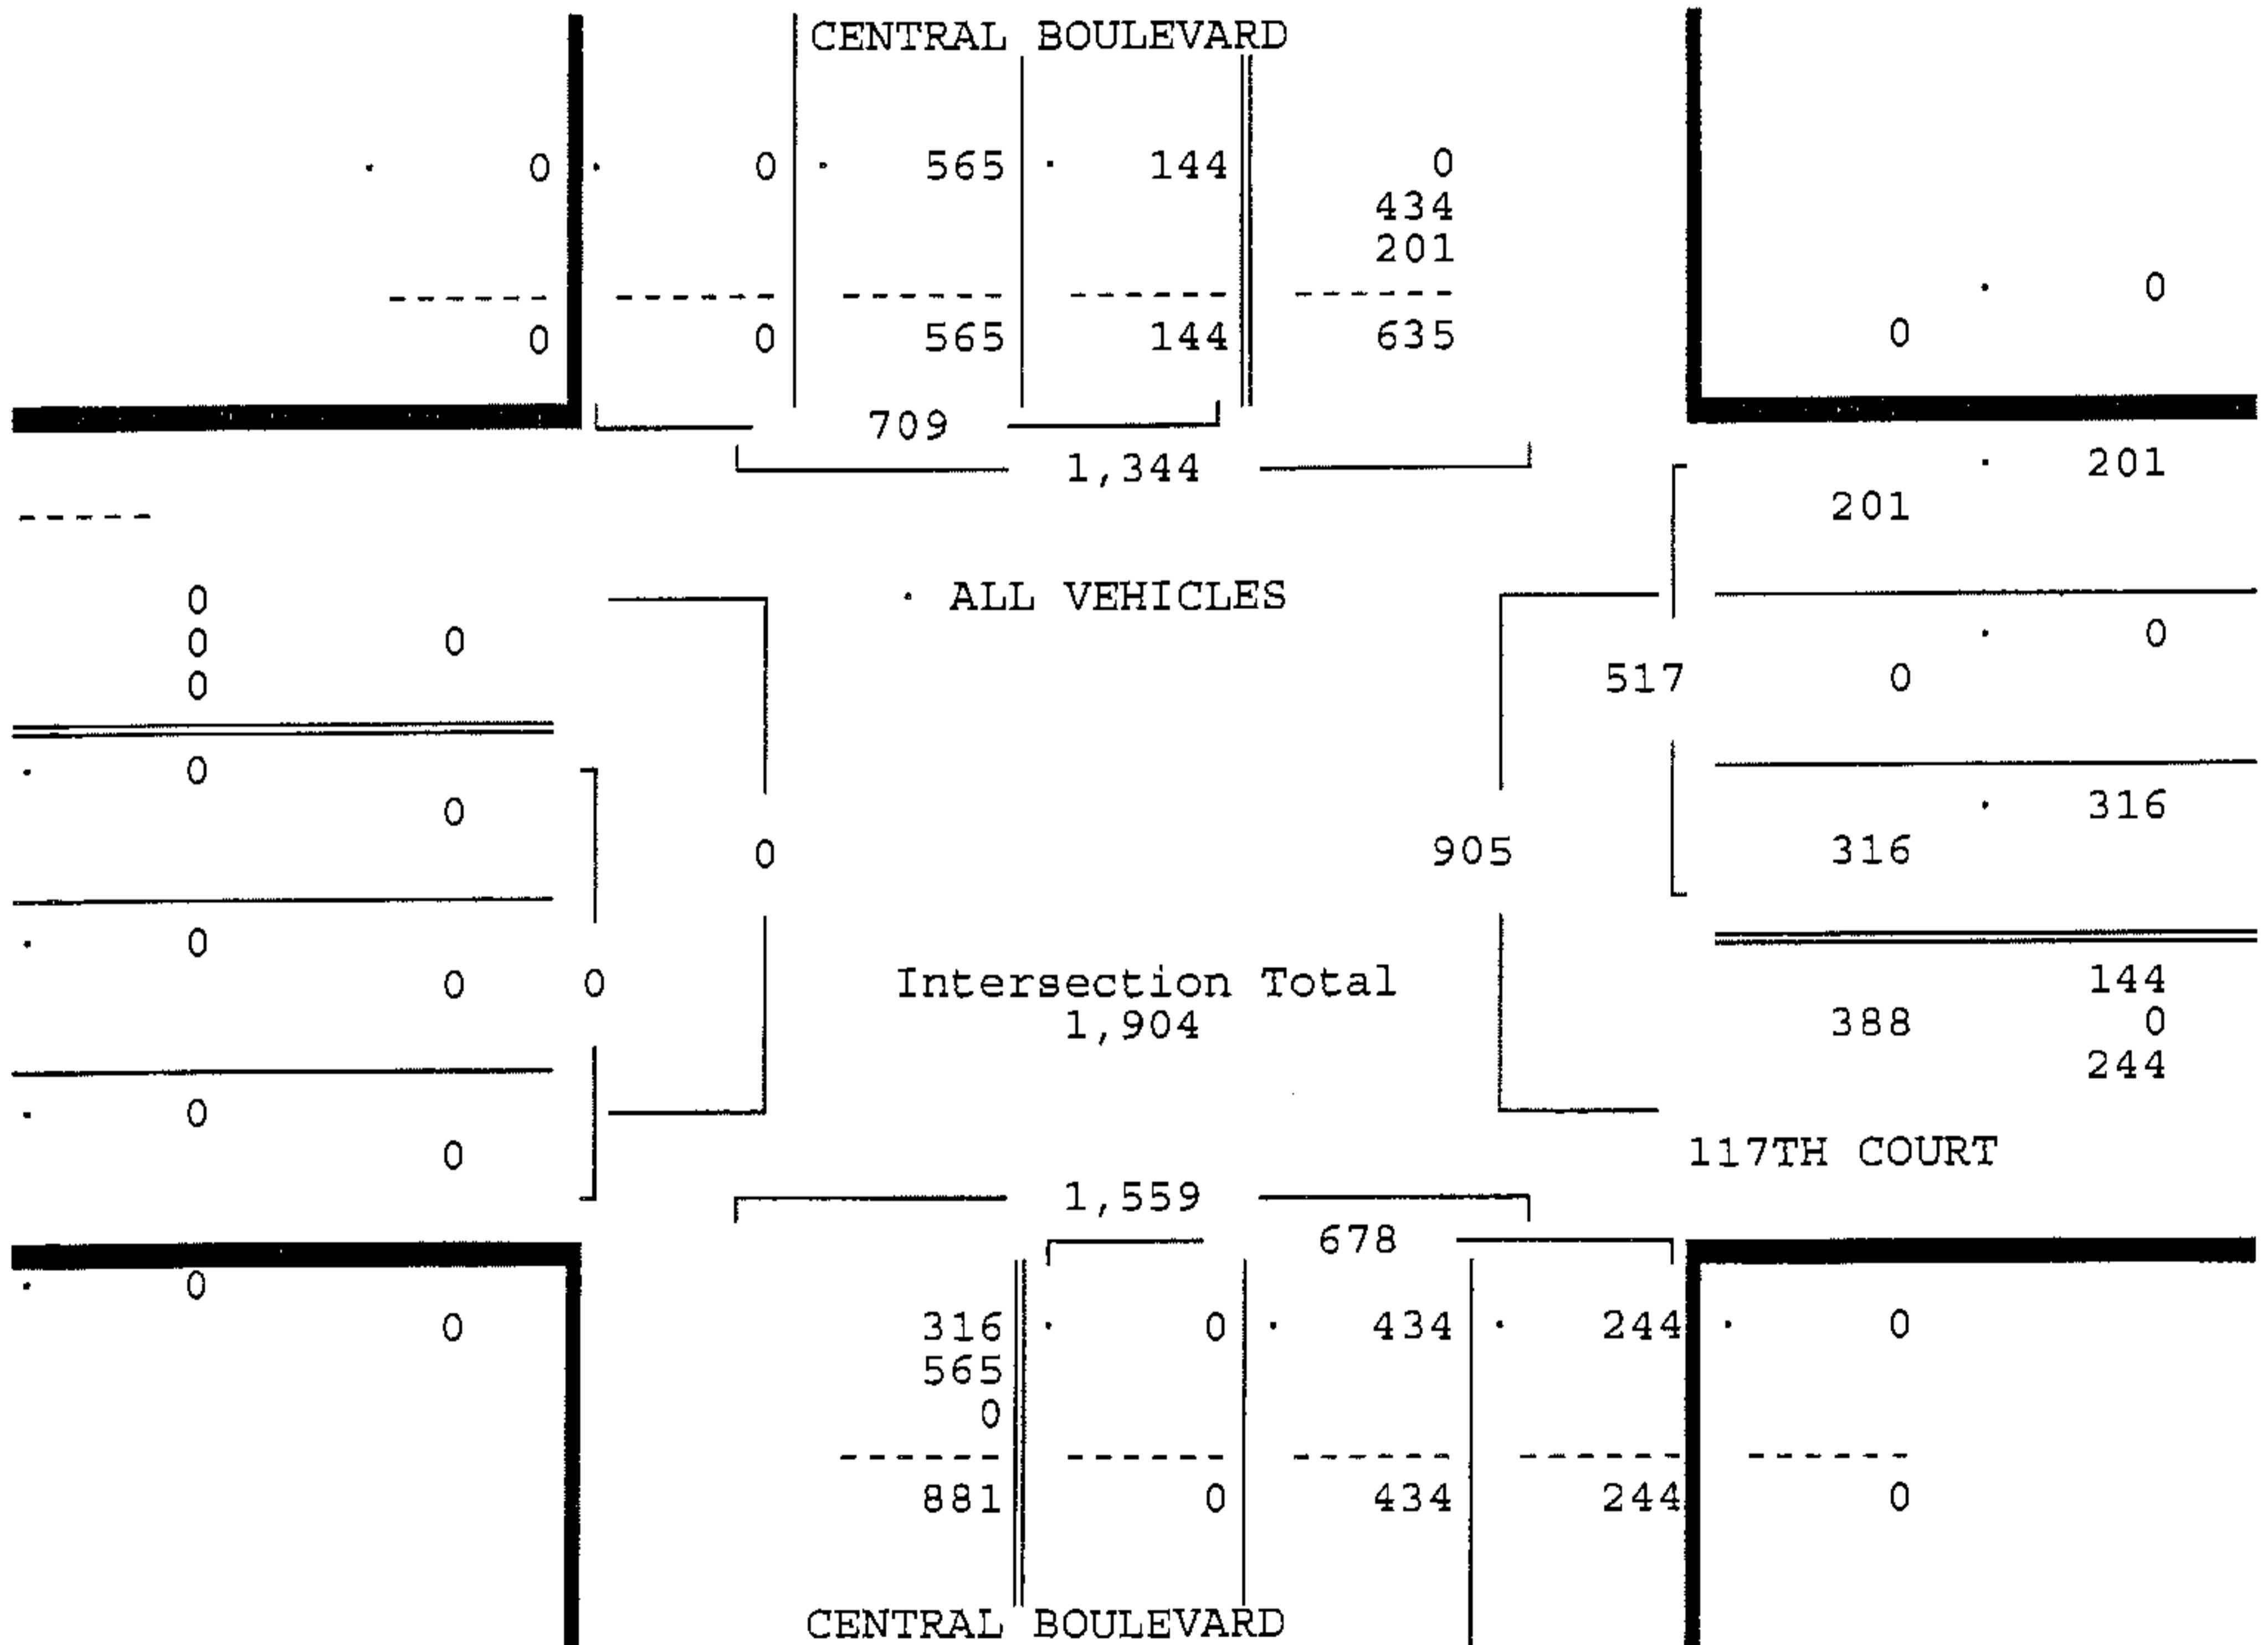 CENTRAL BOULEVARD
· 0 · 0 · 565 · 144 0
434
201
· 0
------ ------ ------ ------ ------
0 0 565 144 635 0
709
· 201
1,344
201
-----
0 · ALL VEHICLES
· 0
0 0
517 0
0
· 0
· 316
0
0 905 316
· 0
144
0 0 Intersection Total
1,904 388 0
244
· 0
0 117TH COURT
1,559
678
· 0
0 316 · 0 · 434 · 244 · 0
565
0
------ ------ ------ ------ ------
881 0 434 244 0
CENTRAL BOULEVARD